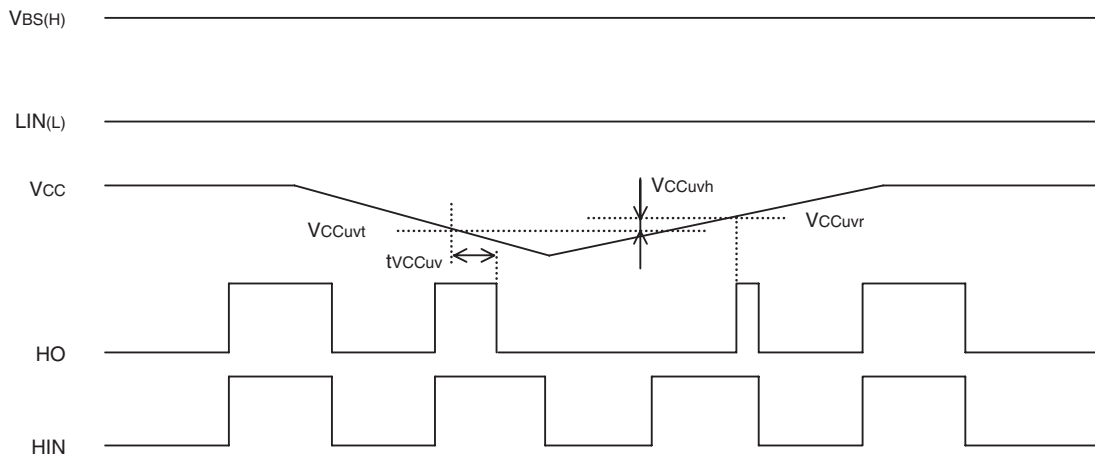 VBS(H)
LIN(L)
VCC
VCCuvh
VCCuvt
VCCuvr
tVCCuv
HO
HIN